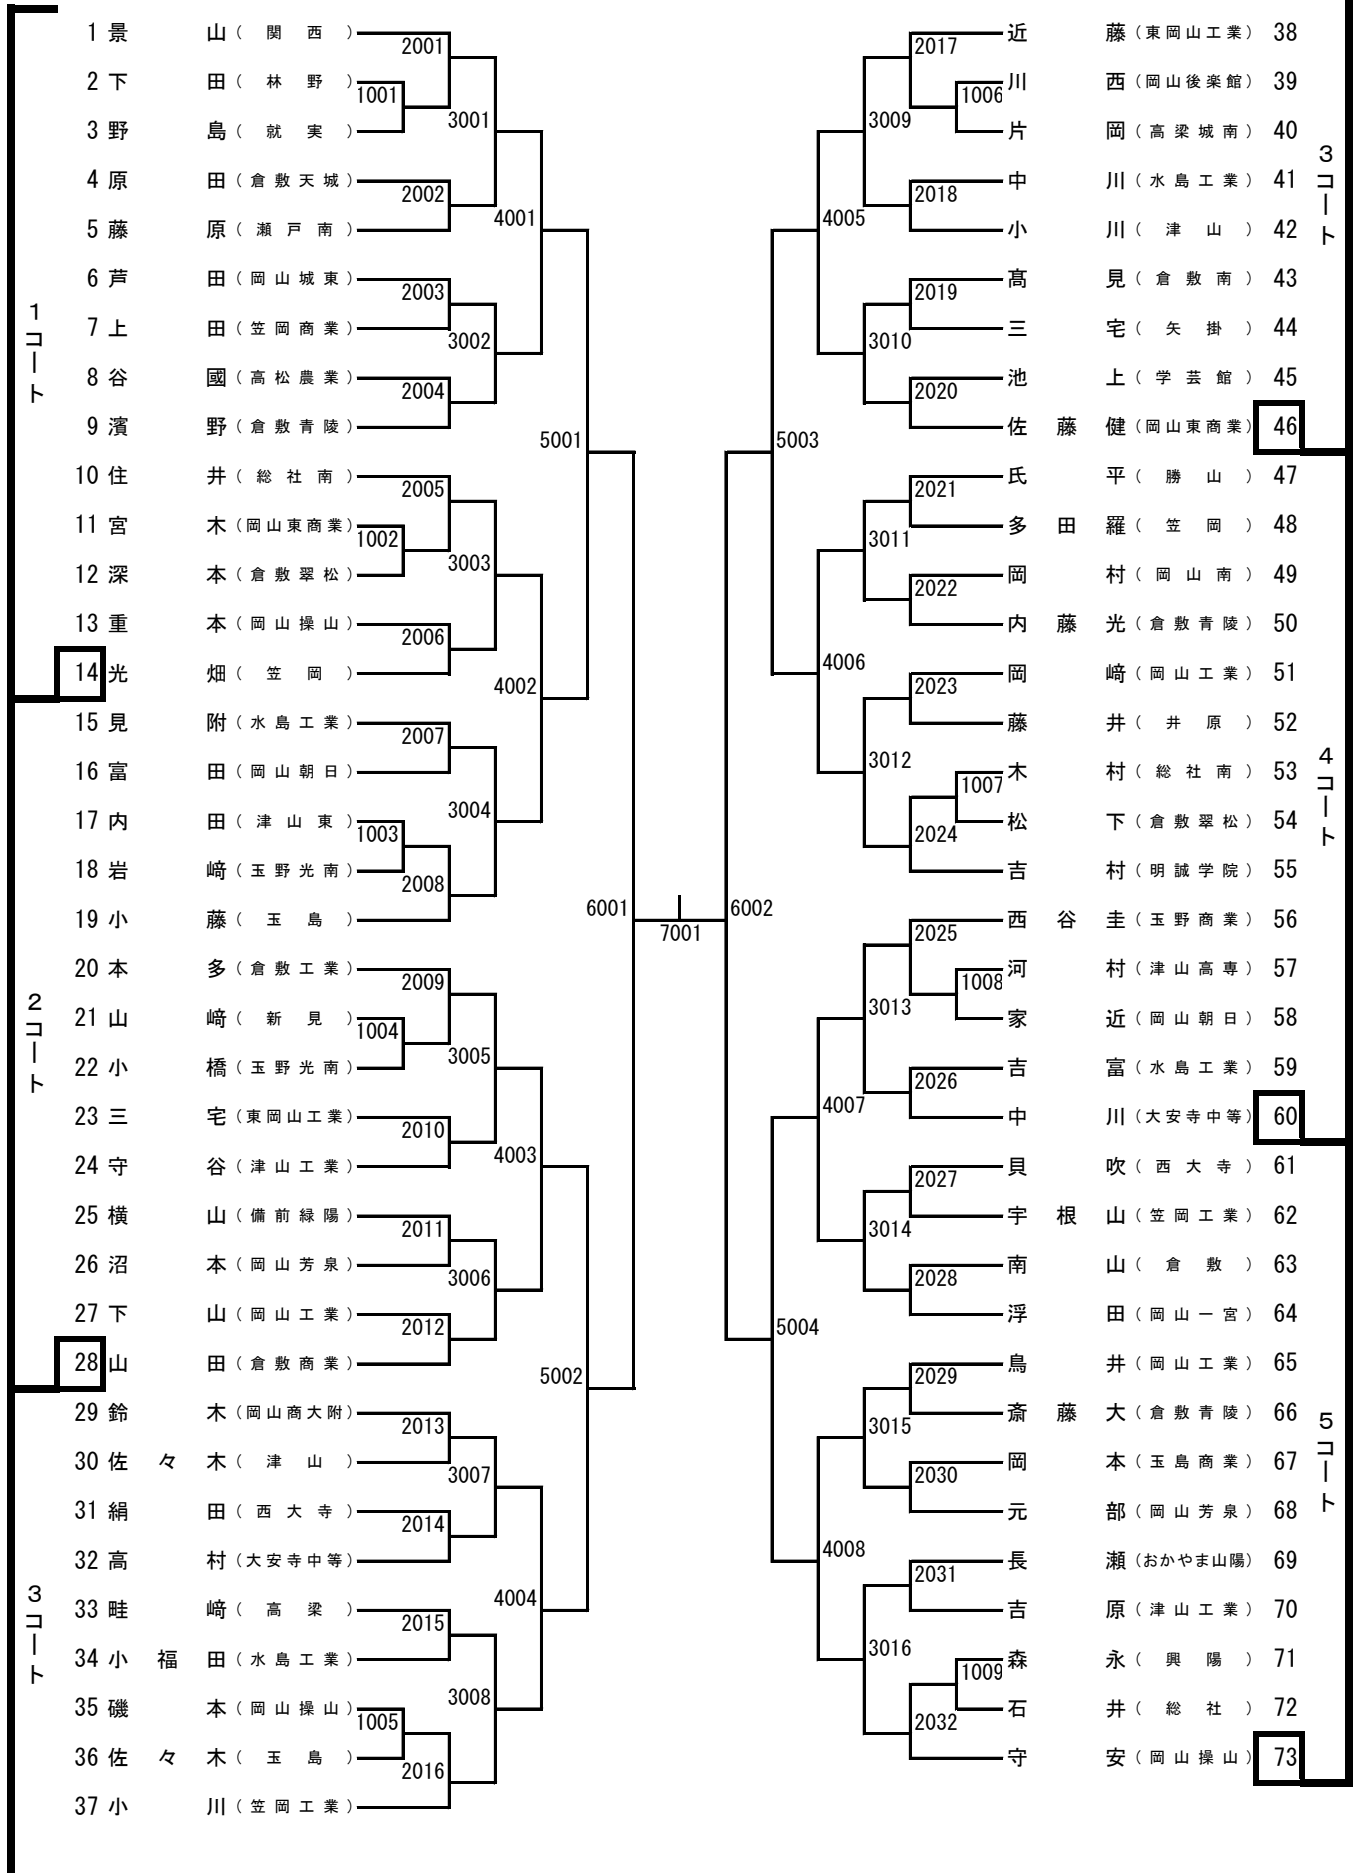 1 景山（関西） 2001
2 下田（林野） 1001
3 野島（就実） 3001
4 原田（倉敷天城） 2002
5 藤原（瀬戸南） 4001
6 芦田（岡山城東） 2003
7 上田（笠岡商業） 3002
8 谷國（高松農業） 2004
9 濱野（倉敷青陵） 5001
10 住井（総社南） 2005
11 宮木（岡山東商業） 1002
12 深本（倉敷翠松） 3003
13 重本（岡山操山） 2006
14 光畑（笠岡） 4002
15 見附（水島工業） 2007
16 富田（岡山朝日）
17 内田（津山東） 1003 3004
18 岩﨑（玉野光南） 2008
19 小藤（玉島） 6001
20 本多（倉敷工業） 2009
21 山﨑（新見） 1004
22 小橋（玉野光南） 3005
23 三宅（東岡山工業） 2010
24 守谷（津山工業） 4003
25 横山（備前緑陽） 2011
26 沼本（岡山芳泉） 3006
27 下山（岡山工業） 2012
28 山田（倉敷商業） 5002
29 鈴木（岡山商大附） 2013
30 佐々木（津山） 3007
31 絹田（西大寺） 2014
32 高村（大安寺中等） 4004
33 畦﨑（高梁） 2015
34 小福田（水島工業）
35 磯本（岡山操山） 1005 3008
36 佐々木（玉島） 2016
37 小川（笠岡工業）
1コート
2コート
3コート
7001
2017 近藤（東岡山工業） 38
1006 川西（岡山後楽館） 39
3009 片岡（高梁城南） 40
2018 中川（水島工業） 41
4005 小川（津山） 42
2019 髙見（倉敷南） 43
3010 三宅（矢掛） 44
2020 池上（学芸館） 45
5003 佐藤健（岡山東商業） 46
2021 氏平（勝山） 47
3011 多田羅（笠岡） 48
2022 岡村（岡山南） 49
内藤光（倉敷青陵） 50
4006 2023 岡﨑（岡山工業） 51
藤井（井原） 52
3012 1007 木村（総社南） 53
2024 松下（倉敷翠松） 54
吉村（明誠学院） 55
6002 2025 西谷圭（玉野商業） 56
1008 河村（津山高専） 57
3013 家近（岡山朝日） 58
2026 吉富（水島工業） 59
4007 中川（大安寺中等） 60
2027 貝吹（西大寺） 61
3014 宇根山（笠岡工業） 62
2028 南山（倉敷） 63
5004 浮田（岡山一宮） 64
2029 鳥井（岡山工業） 65
3015 斎藤大（倉敷青陵） 66
2030 岡本（玉島商業） 67
元部（岡山芳泉） 68
4008 2031 長瀬（おかやま山陽） 69
吉原（津山工業） 70
3016 1009 森永（興陽） 71
2032 石井（総社） 72
守安（岡山操山） 73
3コート
4コート
5コート